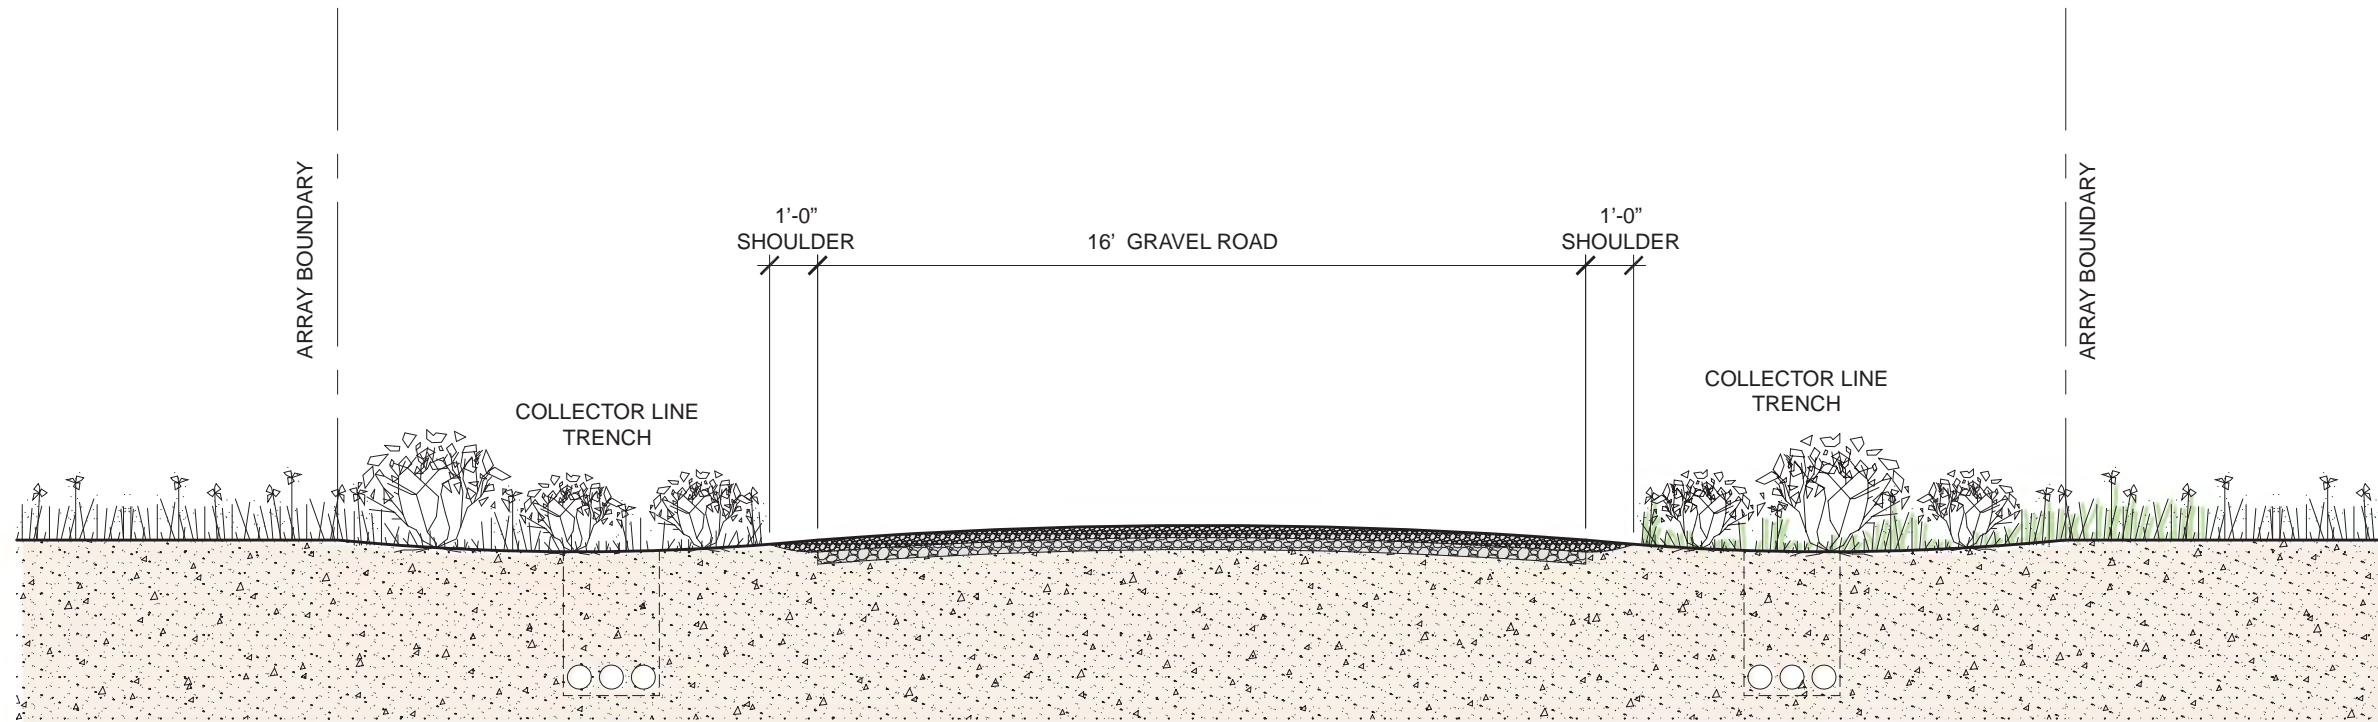 ARRAY BOUNDARY
ARRAY BOUNDARY
1’-0”
SHOULDER
16’ GRAVEL ROAD
1’-0”
SHOULDER
COLLECTOR LINE
TRENCH
COLLECTOR LINE
TRENCH